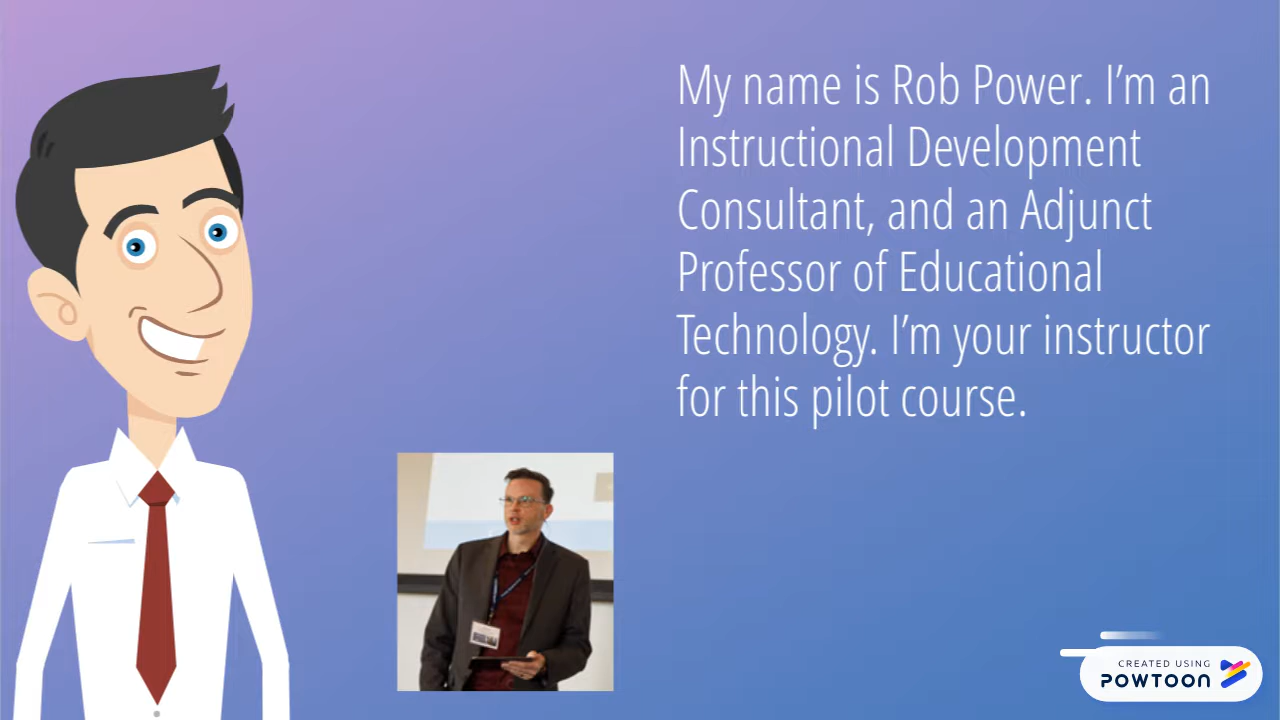 My name is Rob Power. I’m an
Instructional Development
Consultant, and an Adjunct
Professor of Educational
Technology. I’m your instructor
for this pilot course.
CREATED USING
POWTOON